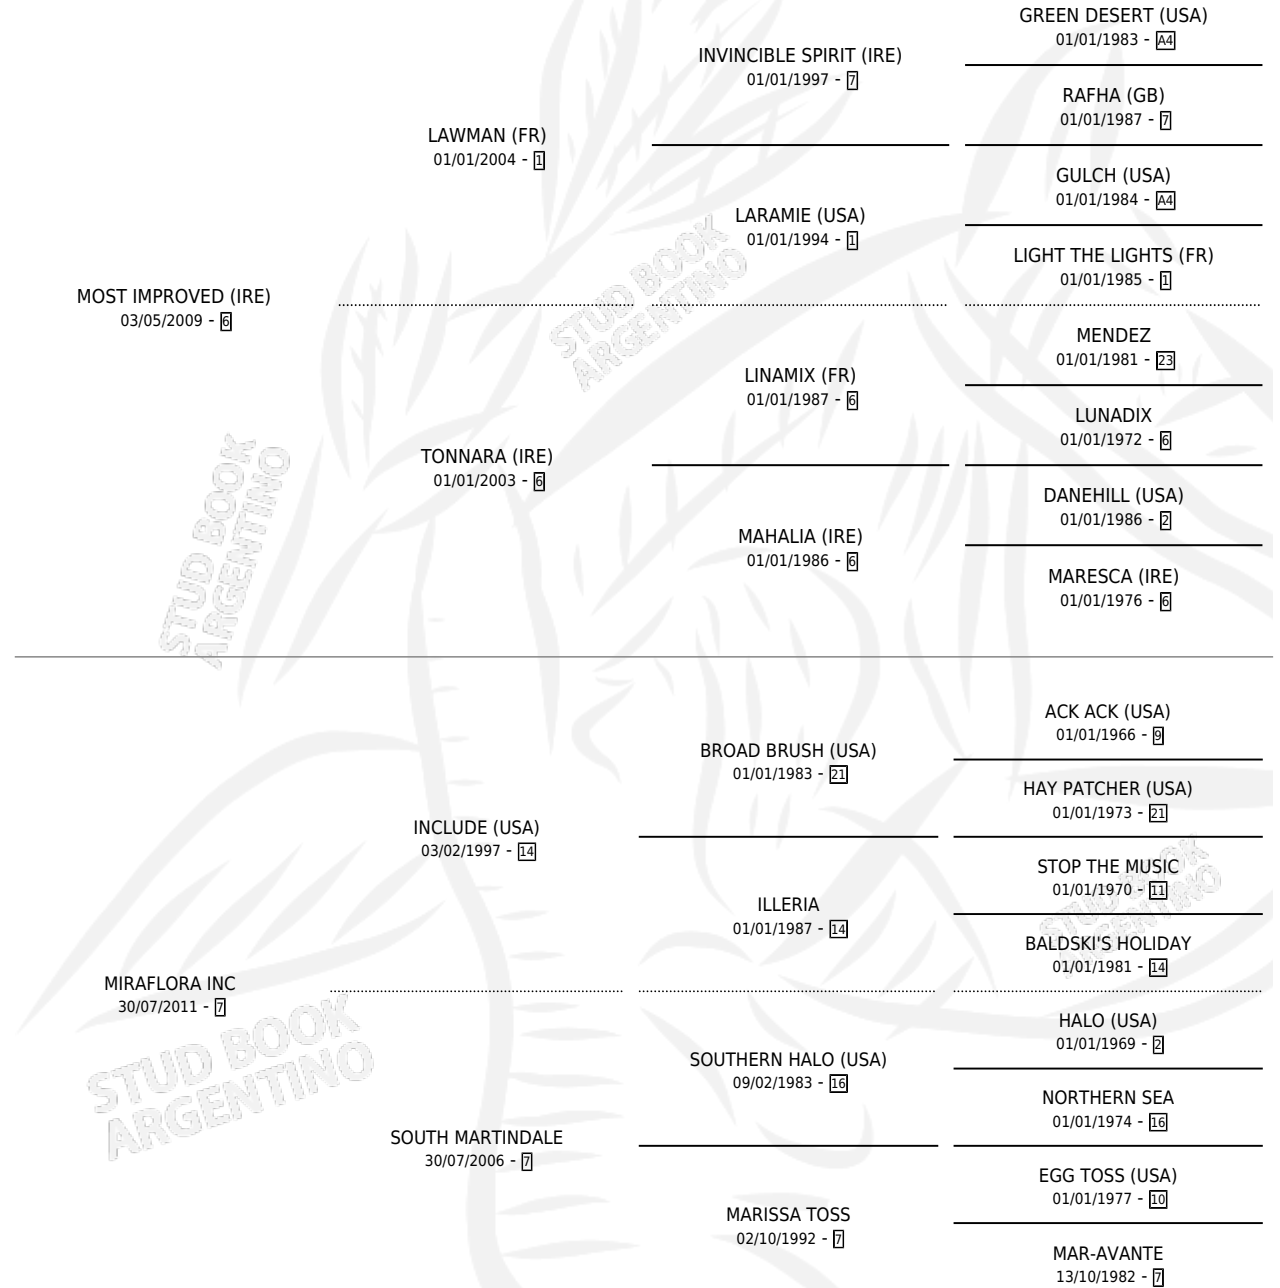 GREEN DESERT (USA)
01/01/1983 - A4
INVINCIBLE SPIRIT (IRE)
01/01/1997 - 7
RAFHA (GB)
01/01/1987 - 7
LAWMAN (FR)
01/01/2004 - 1
GULCH (USA)
01/01/1984 - A4
LARAMIE (USA)
01/01/1994 - 1
LIGHT THE LIGHTS (FR)
01/01/1985 - 1
MOST IMPROVED (IRE)
03/05/2009 - 6
MENDEZ
01/01/1981 - 23
LINAMIX (FR)
01/01/1987 - 6
LUNADIX
01/01/1972 - 6
TONNARA (IRE)
01/01/2003 - 6
DANEHILL (USA)
01/01/1986 - 2
MAHALIA (IRE)
01/01/1986 - 6
MARESCA (IRE)
01/01/1976 - 6
STUD BOOK
ARGENTINO
STUD BOOK
ARGENTINO
ACK ACK (USA)
01/01/1966 - 9
BROAD BRUSH (USA)
01/01/1983 - 21
HAY PATCHER (USA)
01/01/1973 - 21
INCLUDE (USA)
03/02/1997 - 14
STOP THE MUSIC
01/01/1970 - 11
ILLERIA
01/01/1987 - 14
BALDSKI'S HOLIDAY
01/01/1981 - 14
MIRAFLORA INC
30/07/2011 - 7
HALO (USA)
01/01/1969 - 2
SOUTHERN HALO (USA)
09/02/1983 - 16
NORTHERN SEA
01/01/1974 - 16
SOUTH MARTINDALE
30/07/2006 - 7
EGG TOSS (USA)
01/01/1977 - 10
MARISSA TOSS
02/10/1992 - 7
MAR-AVANTE
13/10/1982 - 7
STUD BOOK
ARGENTINO
STUD BOOK
ARGENTINO